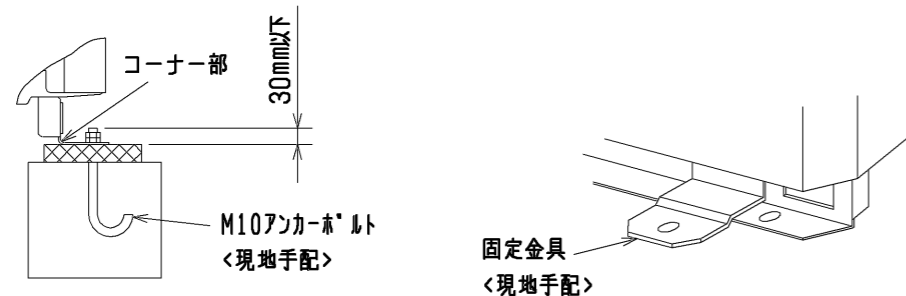 コーナー部
30mm以下
M10アンカーボルト
<現地手配>
固定金具
<現地手配>